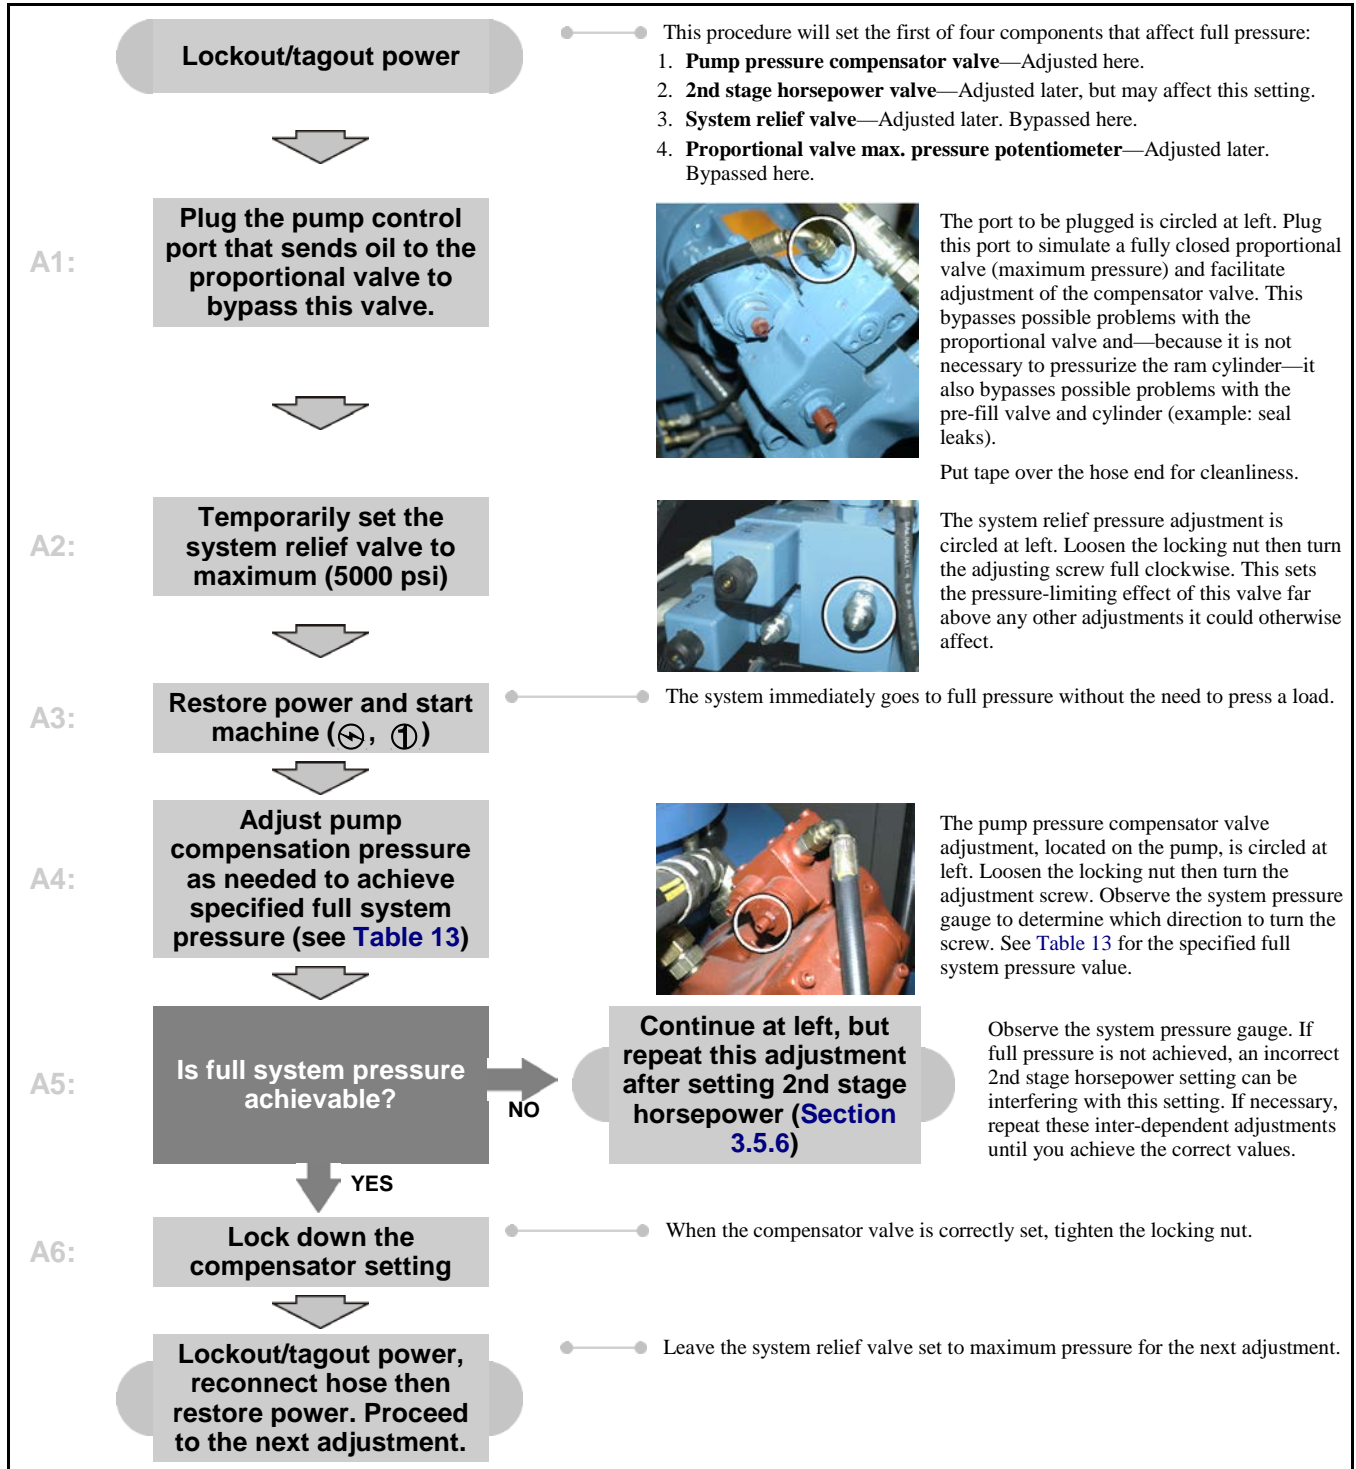 Lockout/tagout power
This procedure will set the first of four components that affect full pressure:
1. Pump pressure compensator valve—Adjusted here.
2. 2nd stage horsepower valve—Adjusted later, but may affect this setting.
3. System relief valve—Adjusted later. Bypassed here.
4. Proportional valve max. pressure potentiometer—Adjusted later.
Bypassed here.
A1:
Plug the pump control
port that sends oil to the
proportional valve to
bypass this valve.
The port to be plugged is circled at left. Plug
this port to simulate a fully closed proportional
valve (maximum pressure) and facilitate
adjustment of the compensator valve. This
bypasses possible problems with the
proportional valve and—because it is not
necessary to pressurize the ram cylinder—it
also bypasses possible problems with the
pre-fill valve and cylinder (example: seal
leaks).
Put tape over the hose end for cleanliness.
A2:
Temporarily set the
system relief valve to
maximum (5000 psi)
The system relief pressure adjustment is
circled at left. Loosen the locking nut then turn
the adjusting screw full clockwise. This sets
the pressure-limiting effect of this valve far
above any other adjustments it could otherwise
affect.
A3:
Restore power and start
machine ( , )
The system immediately goes to full pressure without the need to press a load.
A4:
Adjust pump
compensation pressure
as needed to achieve
specified full system
pressure (see Table 13)
The pump pressure compensator valve
adjustment, located on the pump, is circled at
left. Loosen the locking nut then turn the
adjustment screw. Observe the system pressure
gauge to determine which direction to turn the
screw. See Table 13 for the specified full
system pressure value.
A5:
Is full system pressure
achievable?
NO
Continue at left, but
repeat this adjustment
after setting 2nd stage
horsepower (Section
3.5.6)
Observe the system pressure gauge. If
full pressure is not achieved, an incorrect
2nd stage horsepower setting can be
interfering with this setting. If necessary,
repeat these inter-dependent adjustments
until you achieve the correct values.
YES
A6:
Lock down the
compensator setting
When the compensator valve is correctly set, tighten the locking nut.
Lockout/tagout power,
reconnect hose then
restore power. Proceed
to the next adjustment.
Leave the system relief valve set to maximum pressure for the next adjustment.